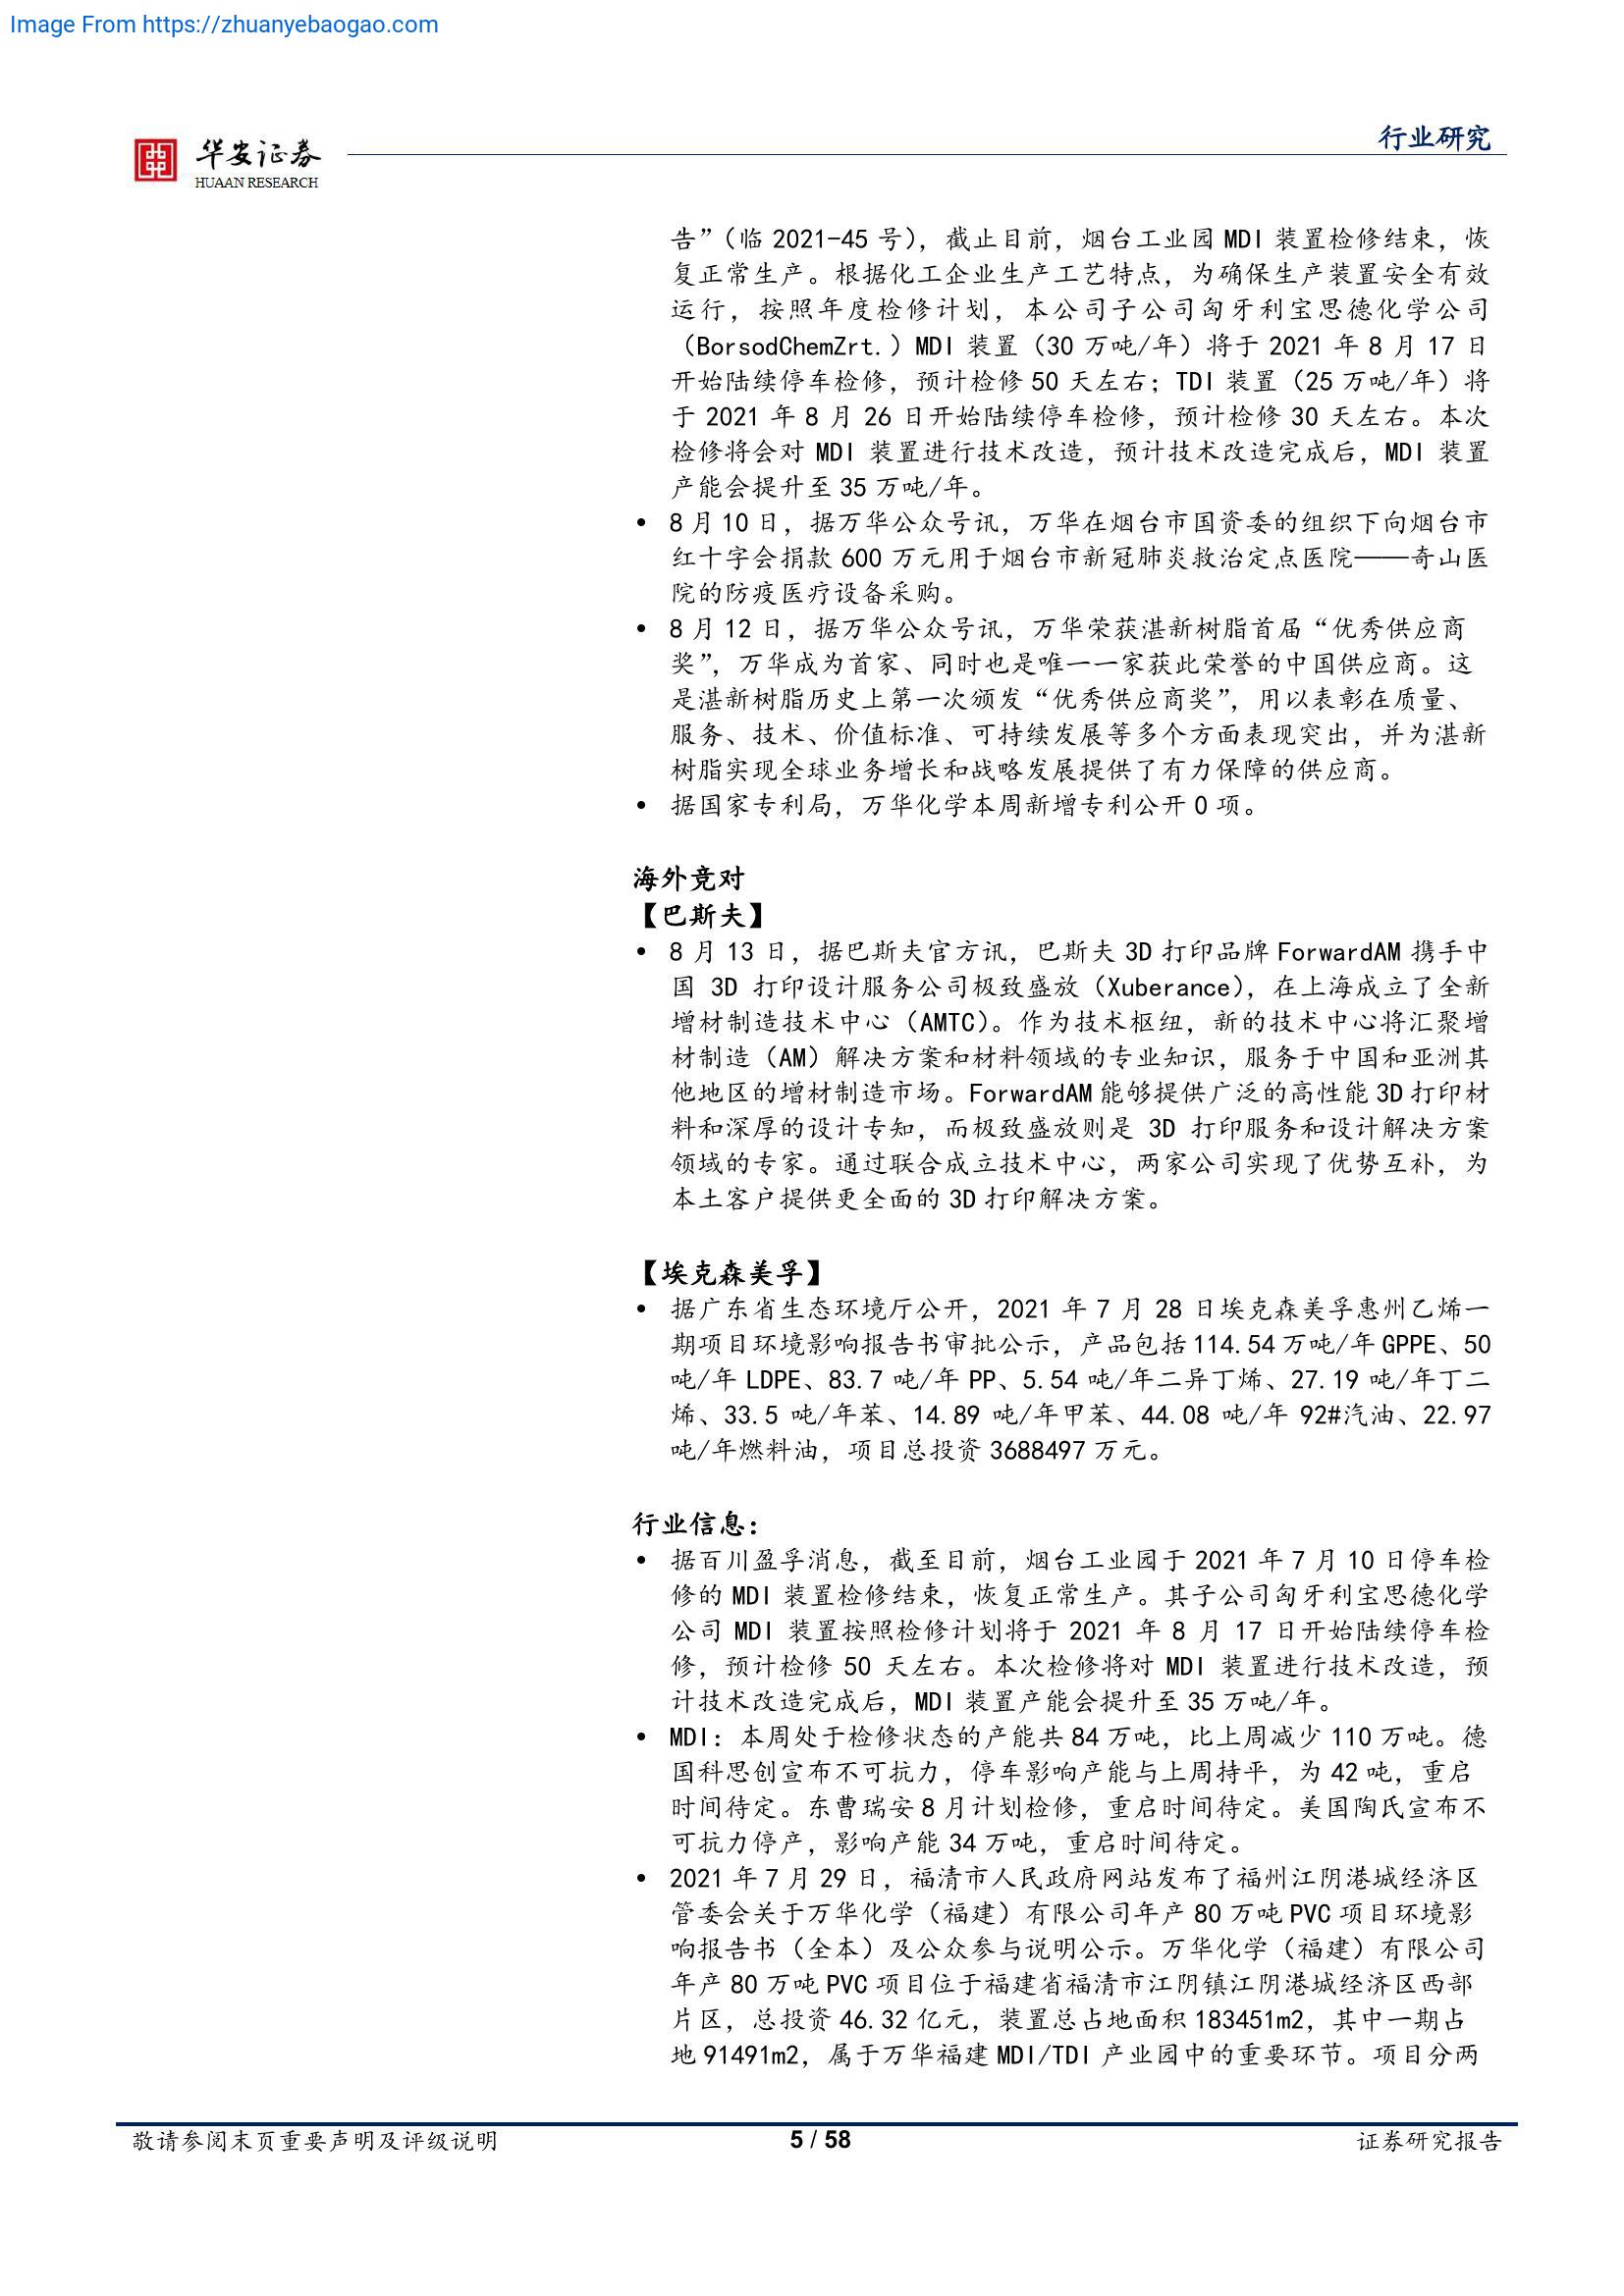 Image From https://zhuanyebaogao.com
华安证券
HUAAN RESEARCH
行业研究
告”（临 2021-45 号），截止目前，烟台工业园 MDI 装置检修结束，恢
复正常生产。根据化工企业生产工艺特点，为确保生产装置安全有效
运行，按照年度检修计划，本公司子公司匈牙利宝思德化学公司
（BorsodChemZrt.）MDI 装置（30 万吨/年）将于 2021 年 8 月 17 日
开始陆续停车检修，预计检修 50 天左右；TDI 装置（25 万吨/年）将
于 2021 年 8 月 26 日开始陆续停车检修，预计检修 30 天左右。本次
检修将会对 MDI 装置进行技术改造，预计技术改造完成后，MDI 装置
产能会提升至 35 万吨/年。
• 8 月 10 日，据万华公众号讯，万华在烟台市国资委的组织下向烟台市
红十字会捐款 600 万元用于烟台市新冠肺炎救治定点医院——奇山医
院的防疫医疗设备采购。
• 8 月 12 日，据万华公众号讯，万华荣获湛新树脂首届“优秀供应商
奖”，万华成为首家、同时也是唯一一家获此荣誉的中国供应商。这
是湛新树脂历史上第一次颁发“优秀供应商奖”，用以表彰在质量、
服务、技术、价值标准、可持续发展等多个方面表现突出，并为湛新
树脂实现全球业务增长和战略发展提供了有力保障的供应商。
• 据国家专利局，万华化学本周新增专利公开 0 项。
海外竞对
【巴斯夫】
• 8 月 13 日，据巴斯夫官方讯，巴斯夫 3D 打印品牌 ForwardAM 携手中
国 3D 打印设计服务公司极致盛放（Xuberance），在上海成立了全新
增材制造技术中心（AMTC）。作为技术枢纽，新的技术中心将汇聚增
材制造（AM）解决方案和材料领域的专业知识，服务于中国和亚洲其
他地区的增材制造市场。ForwardAM 能够提供广泛的高性能 3D 打印材
料和深厚的设计专知，而极致盛放则是 3D 打印服务和设计解决方案
领域的专家。通过联合成立技术中心，两家公司实现了优势互补，为
本土客户提供更全面的 3D 打印解决方案。
【埃克森美孚】
• 据广东省生态环境厅公开，2021 年 7 月 28 日埃克森美孚惠州乙烯一
期项目环境影响报告书审批公示，产品包括 114.54 万吨/年 GPPE、50
吨/年 LDPE、83.7 吨/年 PP、5.54 吨/年二异丁烯、27.19 吨/年丁二
烯、33.5 吨/年苯、14.89 吨/年甲苯、44.08 吨/年 92#汽油、22.97
吨/年燃料油，项目总投资 3688497 万元。
行业信息：
• 据百川盈孚消息，截至目前，烟台工业园于 2021 年 7 月 10 日停车检
修的 MDI 装置检修结束，恢复正常生产。其子公司匈牙利宝思德化学
公司 MDI 装置按照检修计划将于 2021 年 8 月 17 日开始陆续停车检
修，预计检修 50 天左右。本次检修将对 MDI 装置进行技术改造，预
计技术改造完成后，MDI 装置产能会提升至 35 万吨/年。
• MDI：本周处于检修状态的产能共 84 万吨，比上周减少 110 万吨。德
国科思创宣布不可抗力，停车影响产能与上周持平，为 42 吨，重启
时间待定。东曹瑞安 8 月计划检修，重启时间待定。美国陶氏宣布不
可抗力停产，影响产能 34 万吨，重启时间待定。
• 2021 年 7 月 29 日，福清市人民政府网站发布了福州江阴港城经济区
管委会关于万华化学（福建）有限公司年产 80 万吨 PVC 项目环境影
响报告书（全本）及公众参与说明公示。万华化学（福建）有限公司
年产 80 万吨 PVC 项目位于福建省福清市江阴镇江阴港城经济区西部
片区，总投资 46.32 亿元，装置总占地面积 183451m2，其中一期占
地 91491m2，属于万华福建 MDI/TDI 产业园中的重要环节。项目分两
敬请参阅末页重要声明及评级说明
5 / 58
证券研究报告